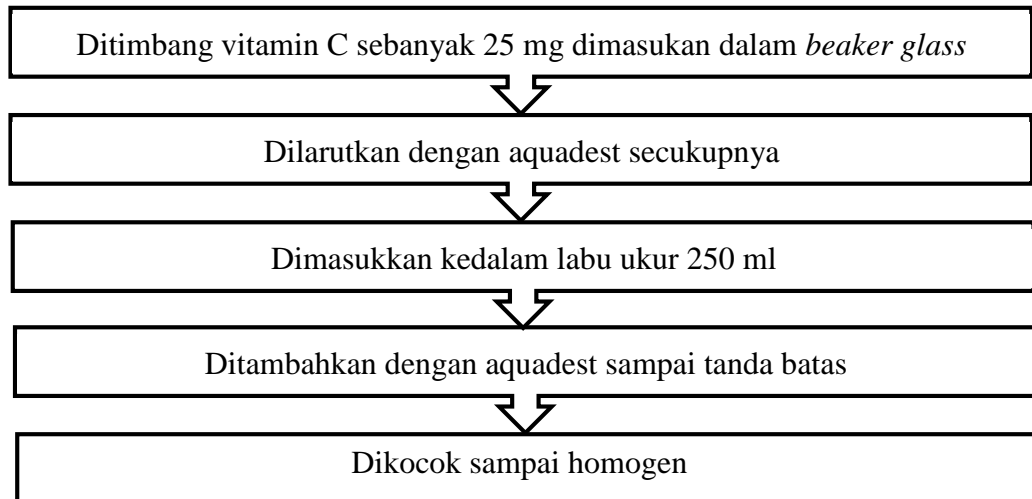 Ditimbang vitamin C sebanyak 25 mg dimasukan dalam beaker glass
Dilarutkan dengan aquadest secukupnya
Dimasukkan kedalam labu ukur 250 ml
Ditambahkan dengan aquadest sampai tanda batas
Dikocok sampai homogen